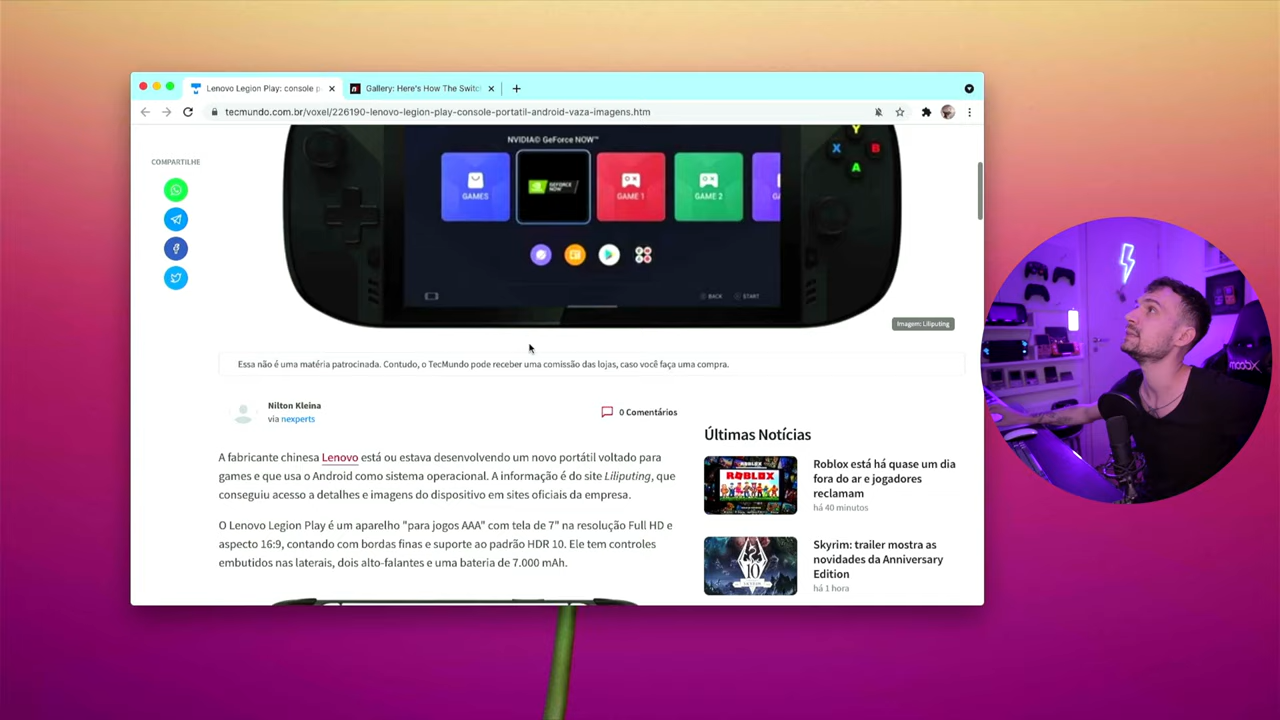 Lenovo Legion Play: console p
Gallery: Here's How The Switc
tecmundo.com.br/voxel/226190-lenovo-legion-play-console-portatil-android-vaza-imagens.htm
COMPARTILHE
NVIDIA® GeForce NOW™
GAMES
GEFORCE NOW
GAME 1
GAME 2
Y
X
B
A
BACK
START
Imagem: Liliputing
Essa não é uma matéria patrocinada. Contudo, o TecMundo pode receber uma comissão das lojas, caso você faça uma compra.
Nilton Kleina
via nexperts
0 Comentários
A fabricante chinesa Lenovo está ou estava desenvolvendo um novo portátil voltado para
games e que usa o Android como sistema operacional. A informação é do site Liliputing, que
conseguiu acesso a detalhes e imagens do dispositivo em sites oficiais da empresa.
O Lenovo Legion Play é um aparelho "para jogos AAA" com tela de 7" na resolução Full HD e
aspecto 16:9, contando com bordas finas e suporte ao padrão HDR 10. Ele tem controles
embutidos nas laterais, dois alto-falantes e uma bateria de 7.000 mAh.
Últimas Notícias
ROBLOX
Roblox está há quase um dia
fora do ar e jogadores
reclamam
há 40 minutos
10
Skyrim: trailer mostra as
novidades da Anniversary
Edition
há 1 hora